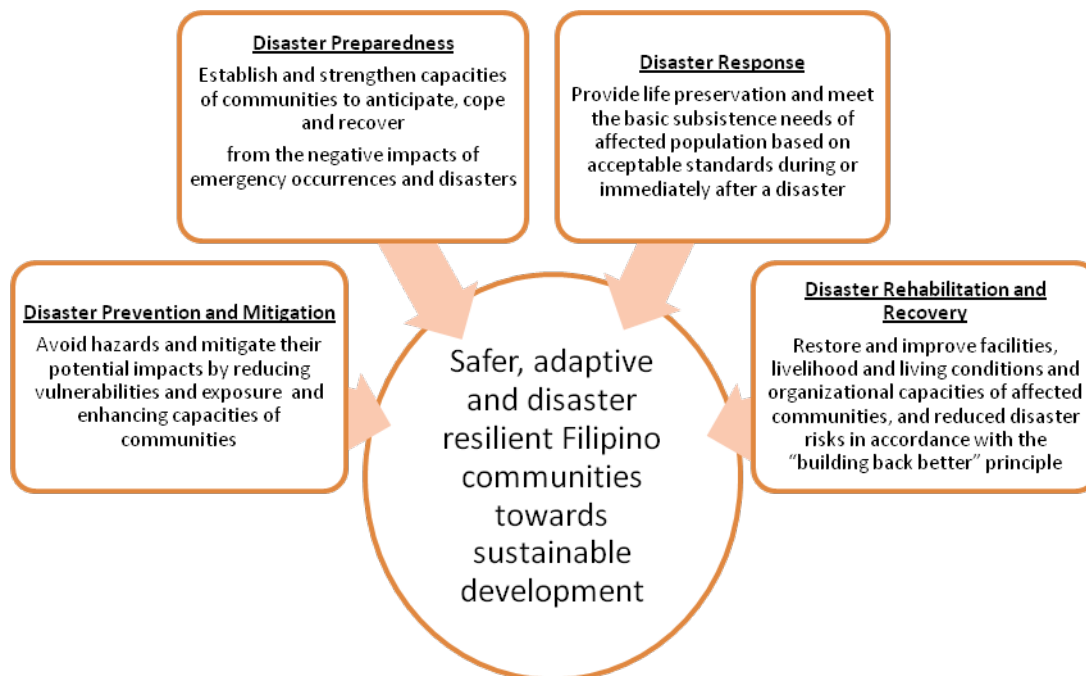 Disaster Preparedness
Establish and strengthen capacities
of communities to anticipate, cope
and recover
from the negative impacts of
emergency occurrences and disasters
Disaster Response
Provide life preservation and meet
the basic subsistence needs of
affected population based on
acceptable standards during or
immediately after a disaster
Disaster Prevention and Mitigation
Avoid hazards and mitigate their
potential impacts by reducing
vulnerabilities and exposure and
enhancing capacities of
communities
Safer, adaptive
and disaster
resilient Filipino
communities
towards
sustainable
development
Disaster Rehabilitation and
Recovery
Restore and improve facilities,
livelihood and living conditions and
organizational capacities of affected
communities, and reduced disaster
risks in accordance with the
“building back better” principle